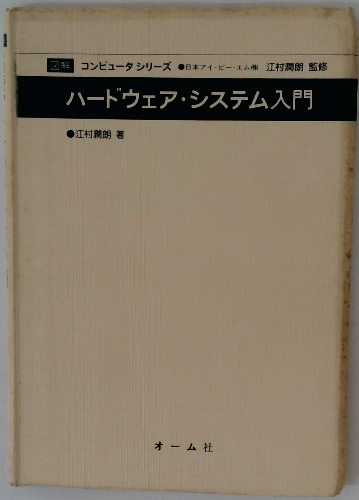 図解 コンピュータシリーズ ●日本アイ・ビー・エム㈱ 江村潤朗 監修
ハードウェア・システム入門
●江村潤朗 著
オーム社